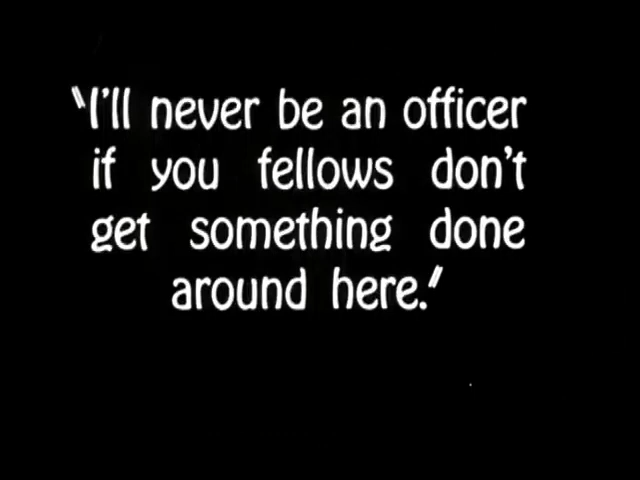 "I'll never be an officer
if you fellows don't
get something done
around here."